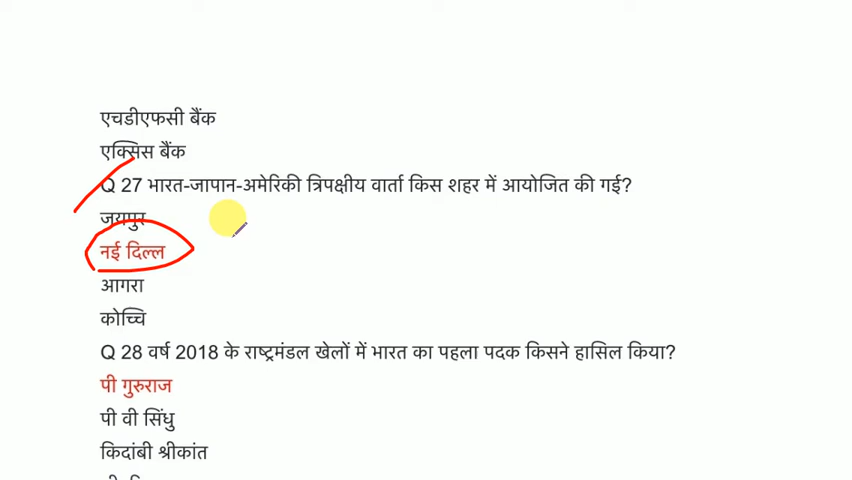 एचडीएफसी बैंक
एक्सिस बैंक
Q 27 भारत-जापान-अमेरिकी त्रिपक्षीय वार्ता किस शहर में आयोजित की गई?
जयपुर
नई दिल्ल
आगरा
कोच्चि
Q 28 वर्ष 2018 के राष्ट्रमंडल खेलों में भारत का पहला पदक किसने हासिल किया?
पी गुरुराज
पी वी सिंधु
किदांबी श्रीकांत